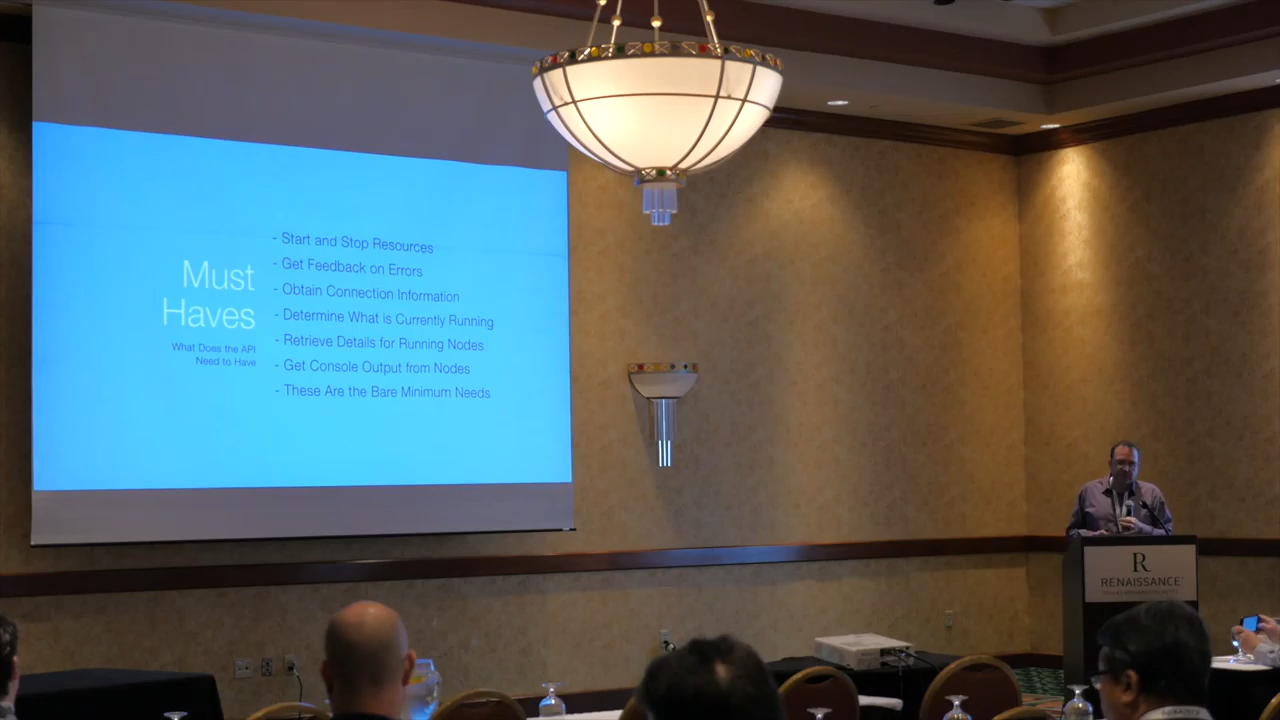 Must
Haves
What Does the API
Need to Have
- Start and Stop Resources
- Get Feedback on Errors
- Obtain Connection Information
- Determine What is Currently Running
- Retrieve Details for Running Nodes
- Get Console Output from Nodes
- These Are the Bare Minimum Needs
R
RENAISSANCE